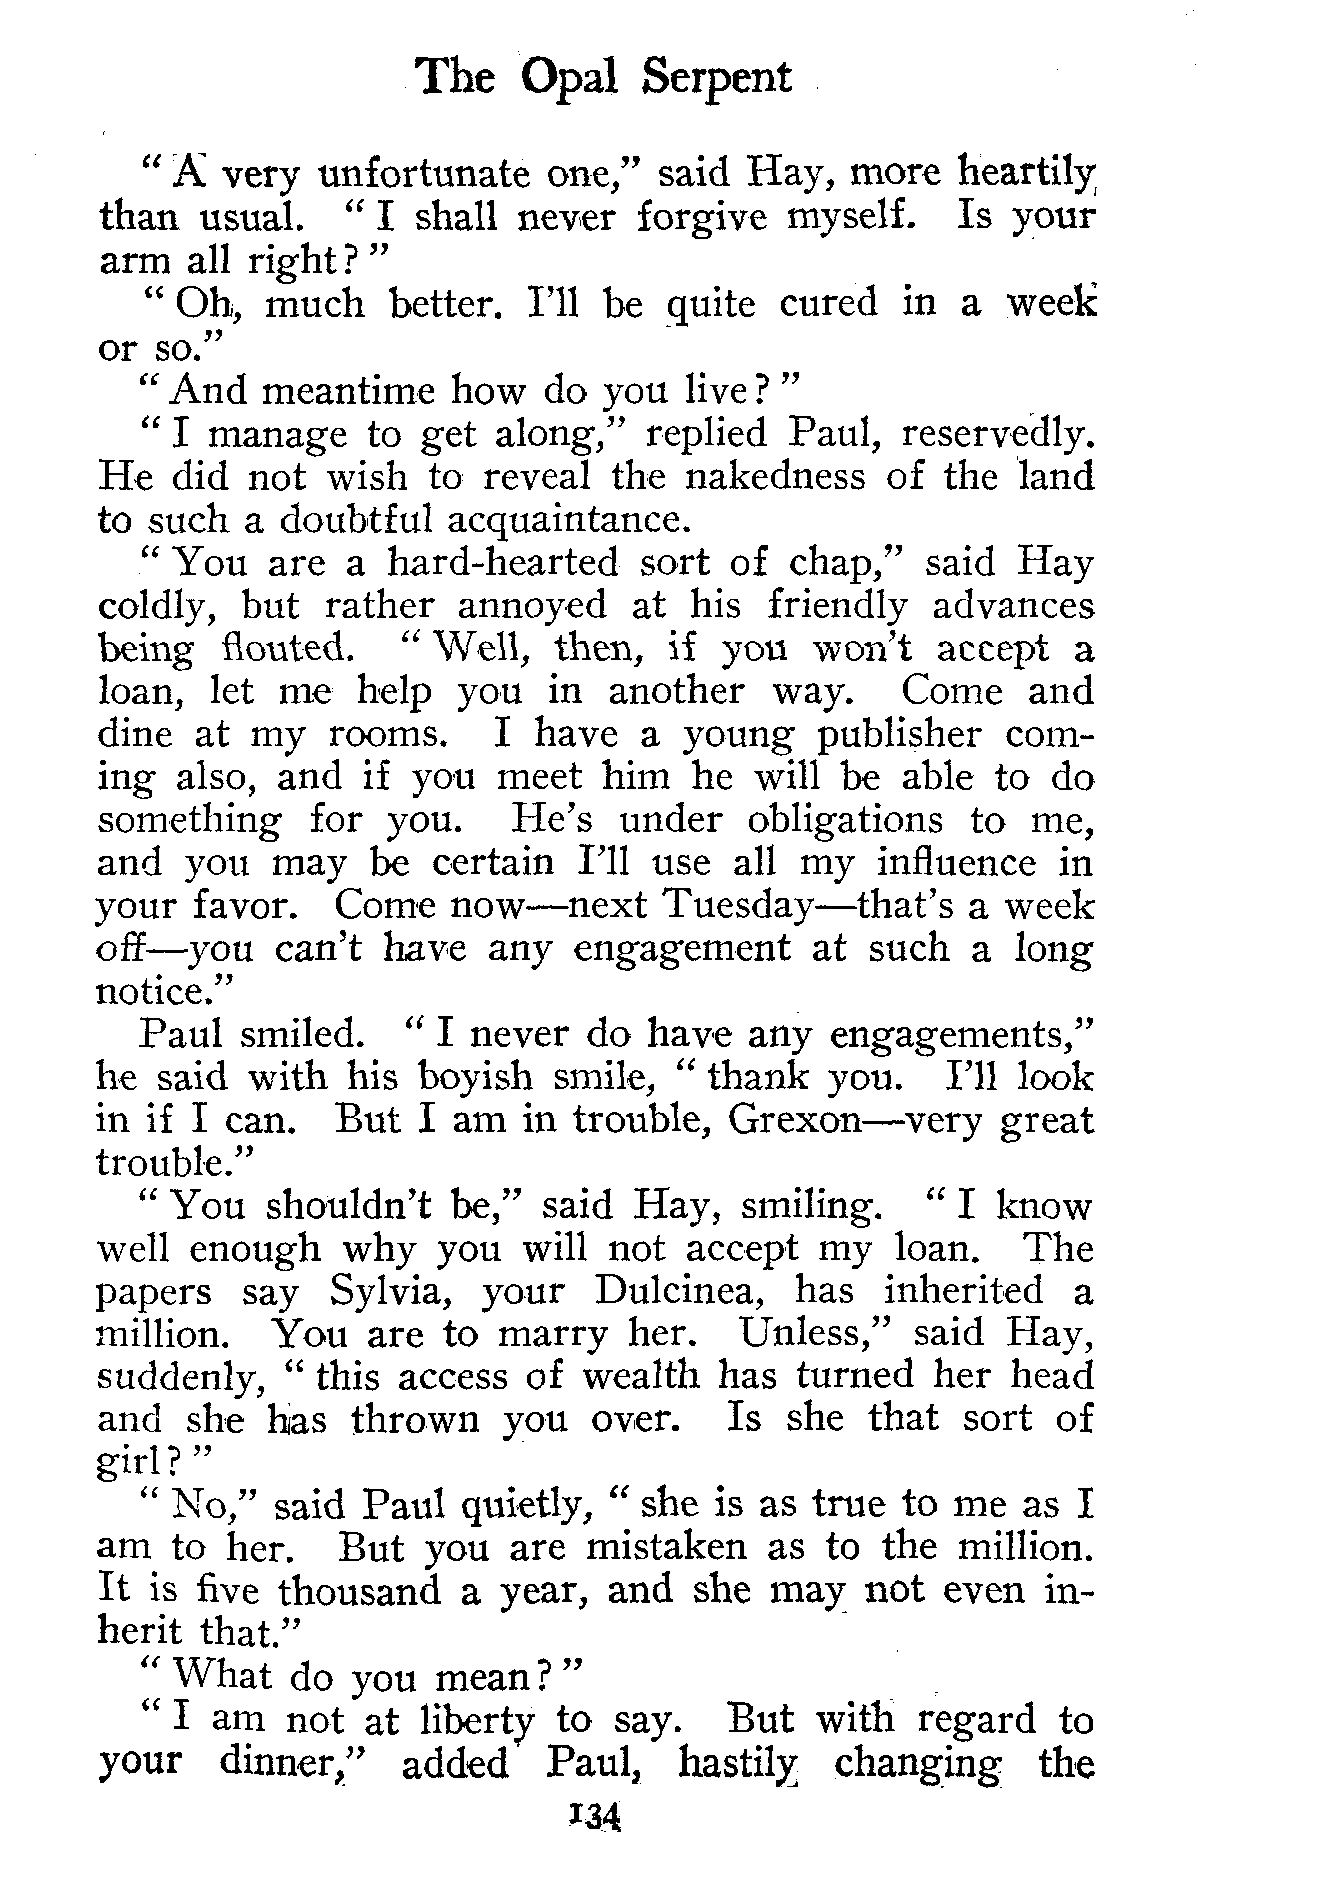 The Opal Serpent
"A very unfortunate one," said Hay, more heartily
than usual. "I shall never forgive myself. Is your
arm all right?"
"Oh, much better. I'll be quite cured in a week
or so."
"And meantime how do you live?"
"I manage to get along," replied Paul, reservedly.
He did not wish to reveal the nakedness of the land
to such a doubtful acquaintance.
"You are a hard-hearted sort of chap," said Hay
coldly, but rather annoyed at his friendly advances
being flouted. "Well, then, if you won't accept a
loan, let me help you in another way. Come and
dine at my rooms. I have a young publisher com-
ing also, and if you meet him he will be able to do
something for you. He's under obligations to me,
and you may be certain I'll use all my influence in
your favor. Come now—next Tuesday—that's a week
off—you can't have any engagement at such a long
notice."
Paul smiled. "I never do have any engagements,"
he said with his boyish smile, "thank you. I'll look
in if I can. But I am in trouble, Grexon—very great
trouble."
"You shouldn't be," said Hay, smiling. "I know
well enough why you will not accept my loan. The
papers say Sylvia, your Dulcinea, has inherited a
million. You are to marry her. Unless," said Hay,
suddenly, "this access of wealth has turned her head
and she has thrown you over. Is she that sort of
girl?"
"No," said Paul quietly, "she is as true to me as I
am to her. But you are mistaken as to the million.
It is five thousand a year, and she may not even in-
herit that."
"What do you mean?"
"I am not at liberty to say. But with regard to
your dinner," added Paul, hastily changing the
134